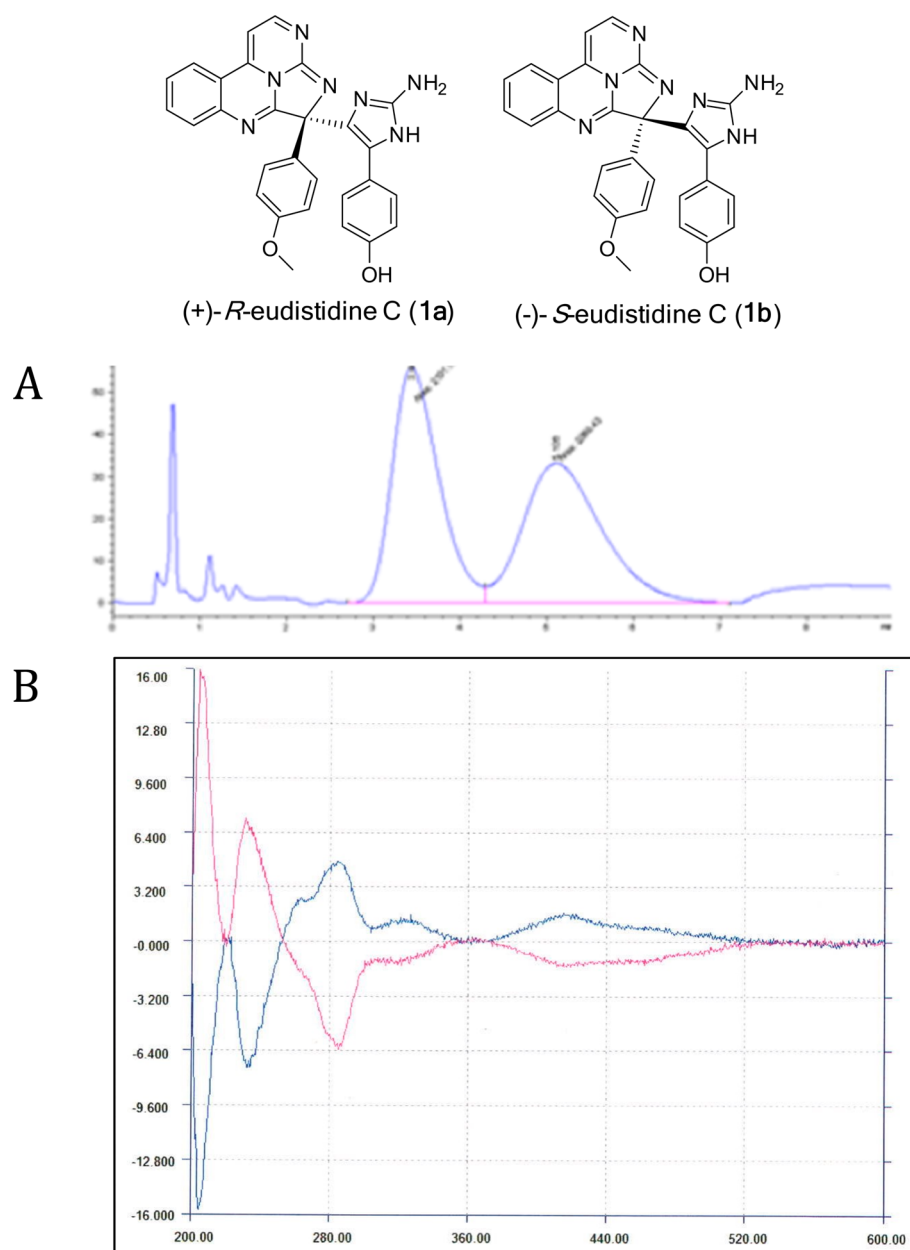 N
N
N
N
N
NH₂
NH
N
O
OH
N
N
N
N
N
NH₂
NH
N
O
OH
(+)-R-eudistidine C (1a)
(-)-S-eudistidine C (1b)
A
50
40
30
20
10
0
0 1 2 3 4 5 6 7 8
B
16.00
12.80
9.600
6.400
3.200
-0.000
-3.200
-6.400
-9.600
-12.800
-16.000
200.00 280.00 360.00 440.00 520.00 600.00